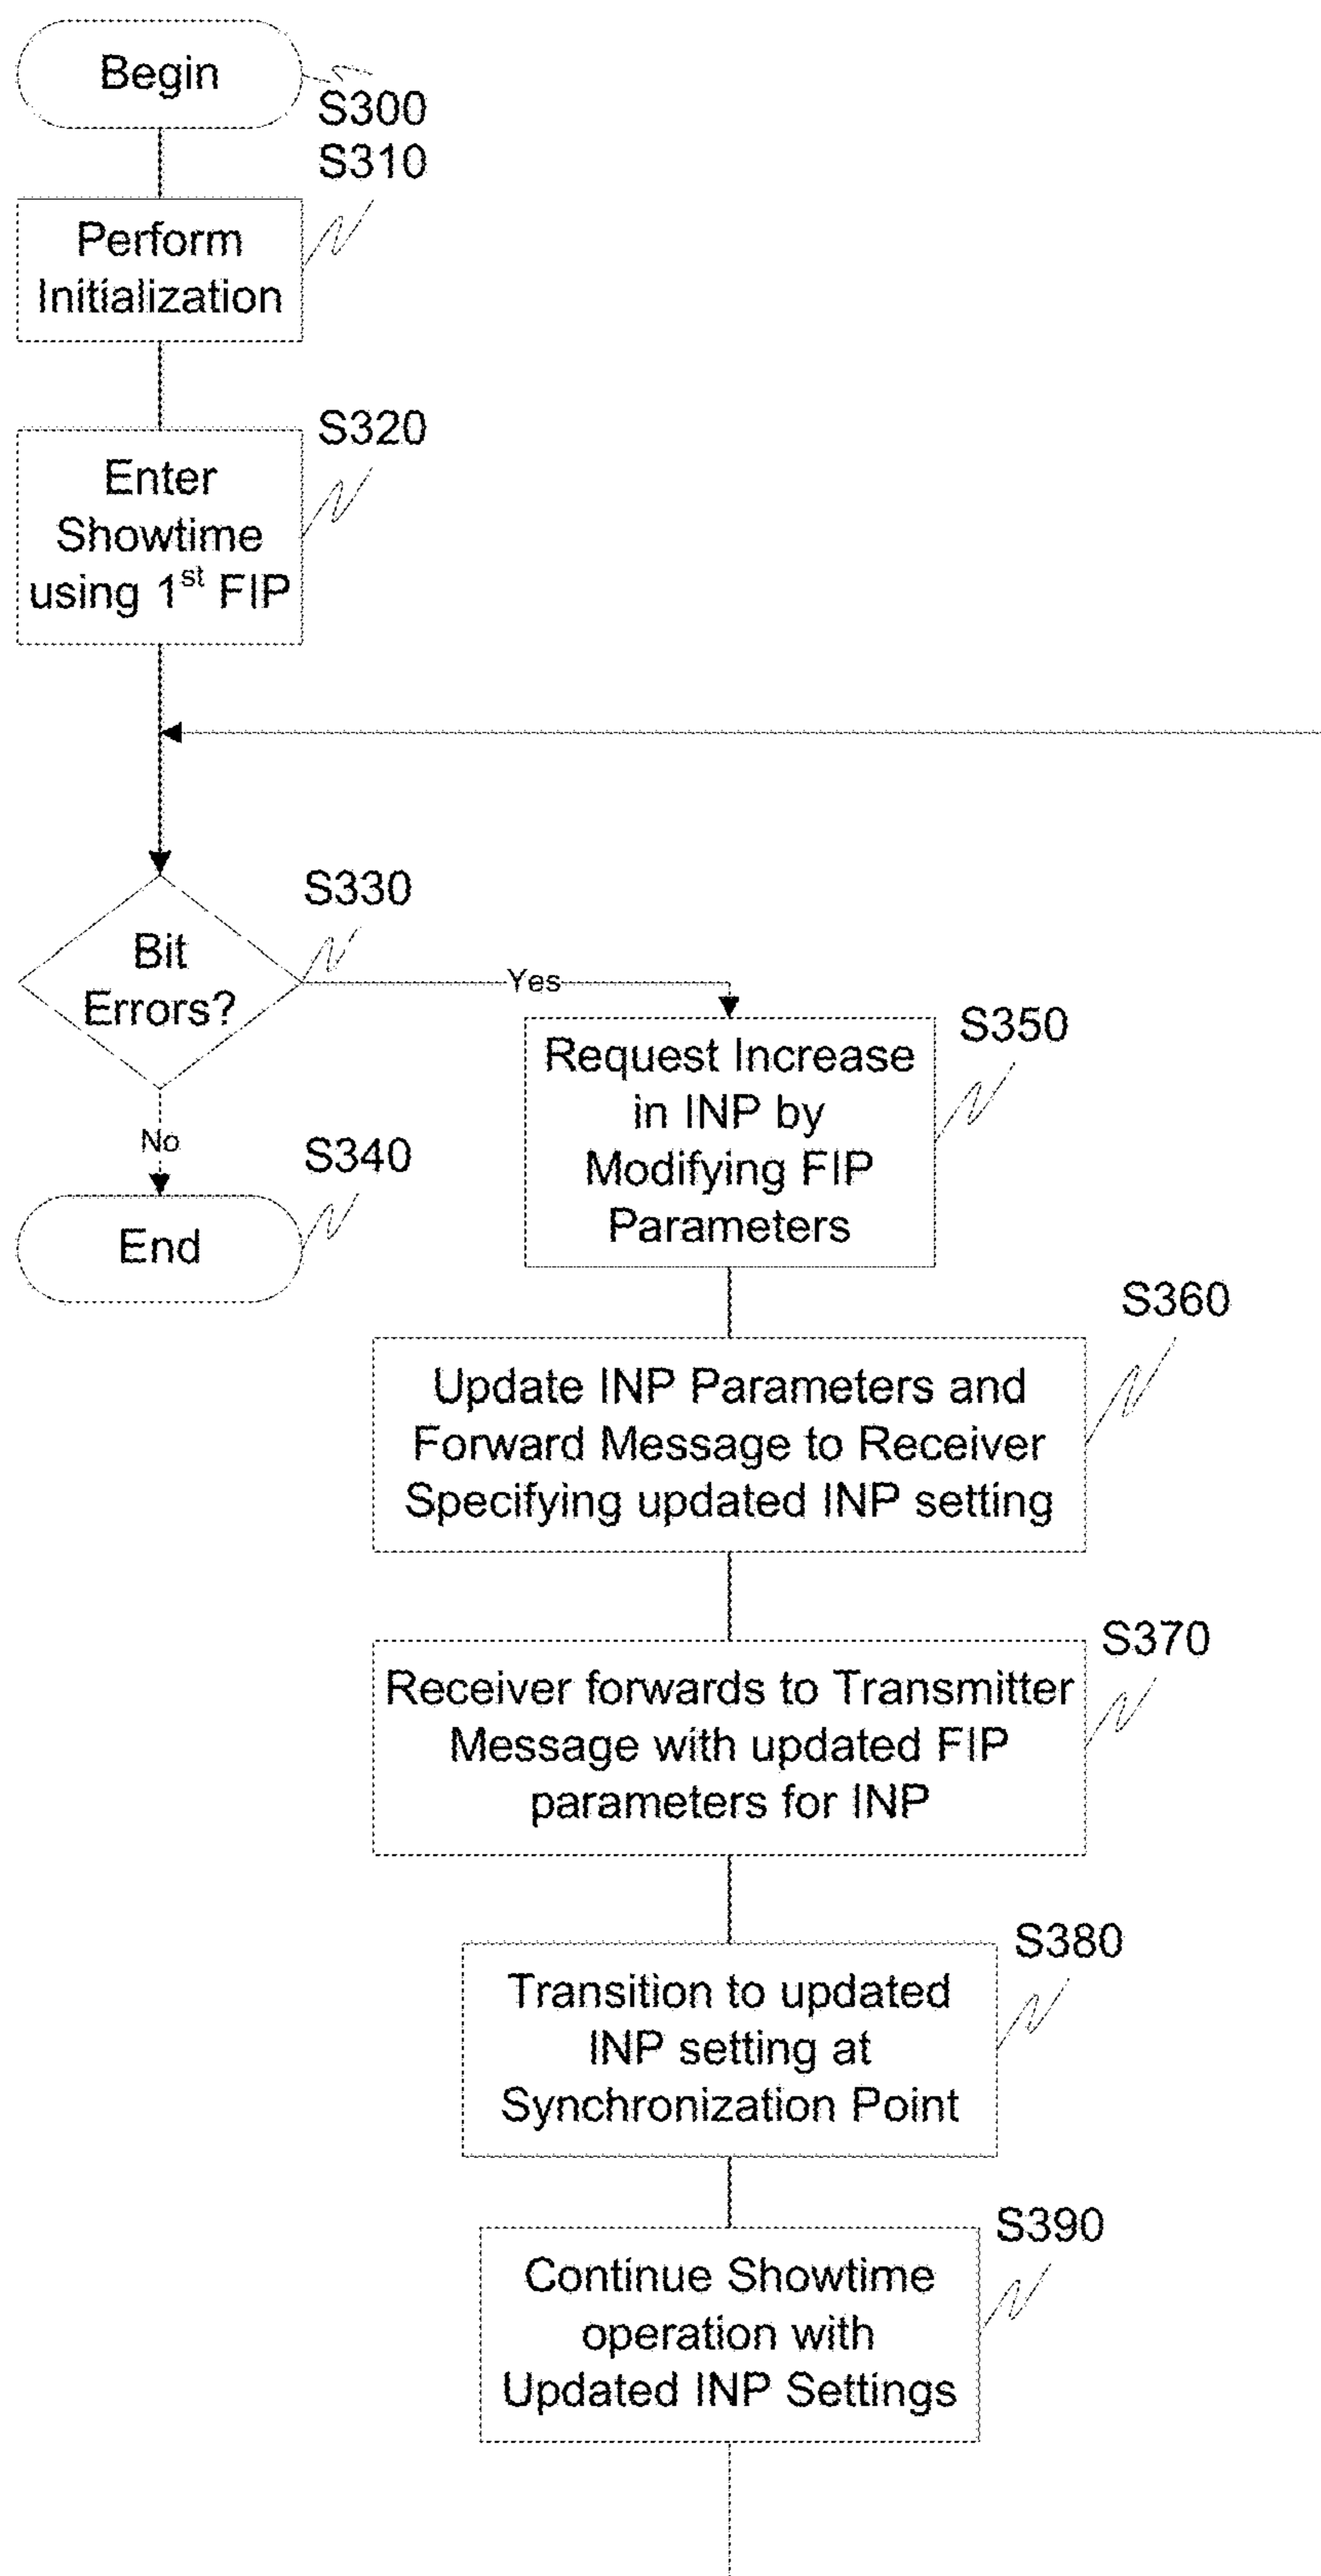 Begin
S300
S310
Perform
Initialization
S320
Enter
Showtime
using 1st FIP
S330
Bit
Errors?
Yes
No
S340
End
S350
Request Increase
in INP by
Modifying FIP
Parameters
S360
Update INP Parameters and
Forward Message to Receiver
Specifying updated INP setting
S370
Receiver forwards to Transmitter
Message with updated FIP
parameters for INP
S380
Transition to updated
INP setting at
Synchronization Point
S390
Continue Showtime
operation with
Updated INP Settings